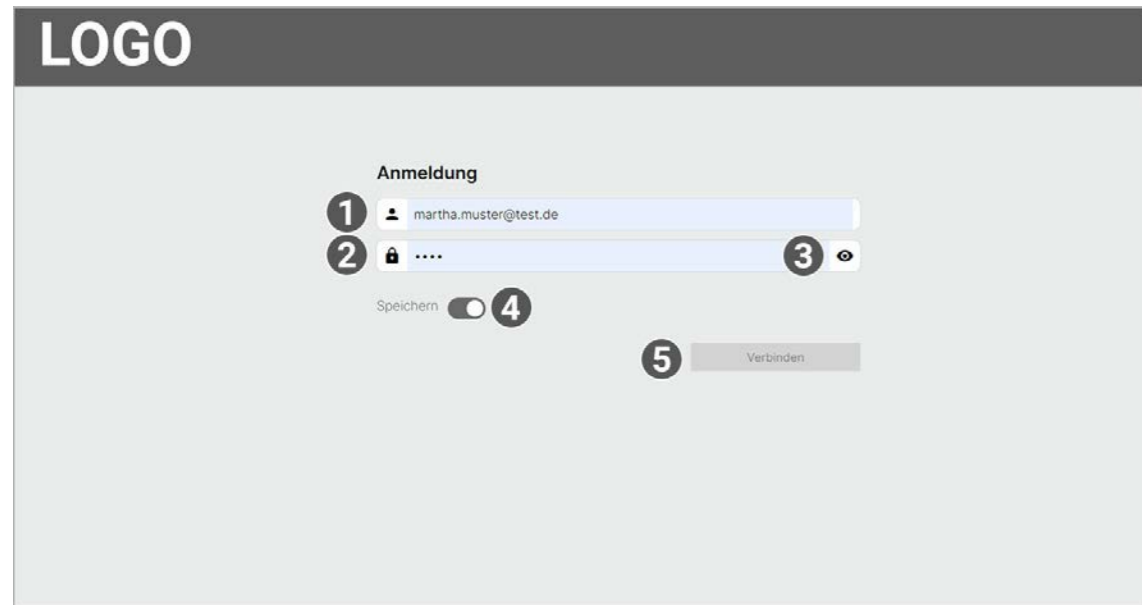 LOGO
Anmeldung
1 martha.muster@test.de
2 •••• 3
Speichern 4
5 Verbinden